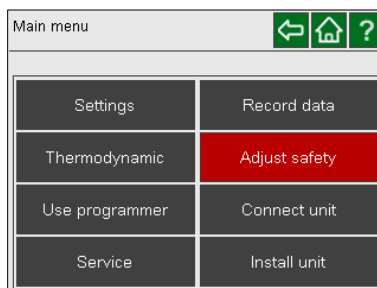 Main menu ?
Settings Record data
Thermodynamic Adjust safety
Use programmer Connect unit
Service Install unit